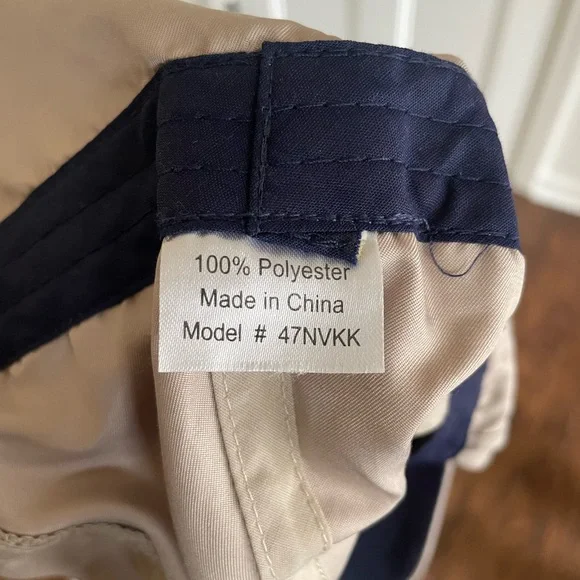 100% Polyester
Made in China
Model # 47NVKK